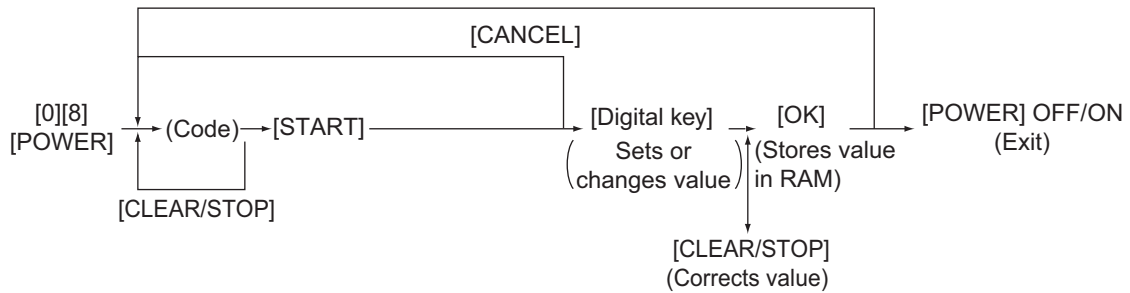 [CANCEL]
[0][8]
[POWER]
(Code)
[START]
[CLEAR/STOP]
[Digital key]
Sets or
changes value
[OK]
(Stores value
in RAM)
[CLEAR/STOP]
(Corrects value)
[POWER] OFF/ON
(Exit)